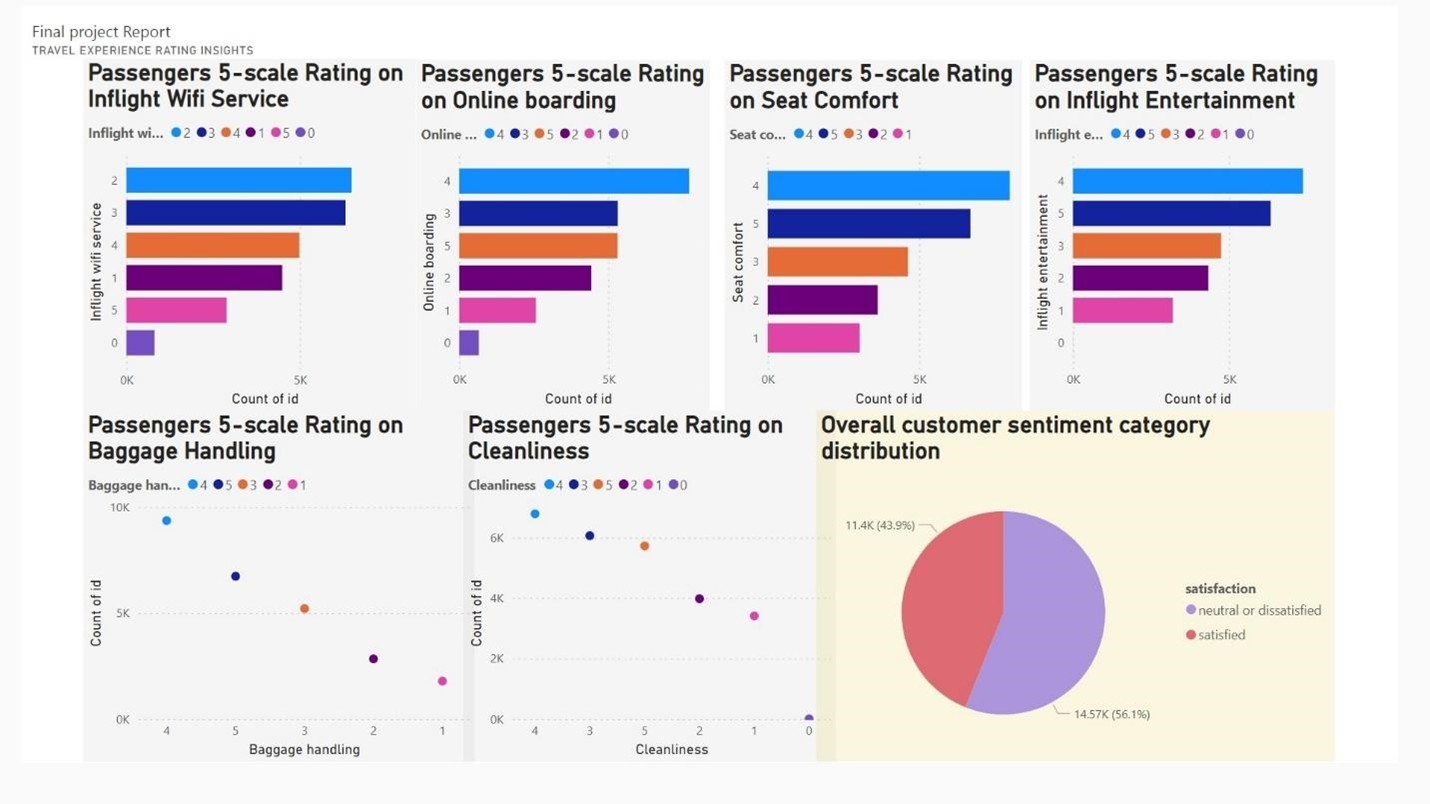 Final project Report
TRAVEL EXPERIENCE RATING INSIGHTS
Passengers 5-scale Rating on
Inflight Wifi Service
Inflight wi... 2 3 4 1 5 0
Inflight wifi service
2
3
4
1
5
0
0K 5K
Count of id
Passengers 5-scale Rating
on Online boarding
Online ... 4 3 5 2 1 0
Online boarding
4
3
5
2
1
0
0K 5K
Count of id
Passengers 5-scale Rating
on Seat Comfort
Seat co... 4 5 3 2 1
Seat comfort
4
5
3
2
1
0K 5K
Count of id
Passengers 5-scale Rating
on Inflight Entertainment
Inflight e... 4 5 3 2 1 0
Inflight entertainment
4
5
3
2
1
0
0K 5K
Count of id
Passengers 5-scale Rating on
Baggage Handling
Baggage han... 4 5 3 2 1
Count of id
10K
5K
0K
4 5 3 2 1
Baggage handling
Passengers 5-scale Rating on
Cleanliness
Cleanliness 4 3 5 2 1 0
Count of id
6K
4K
2K
0K
4 3 5 2 1 0
Cleanliness
Overall customer sentiment category
distribution
11.4K (43.9%)
14.57K (56.1%)
satisfaction
neutral or dissatisfied
satisfied